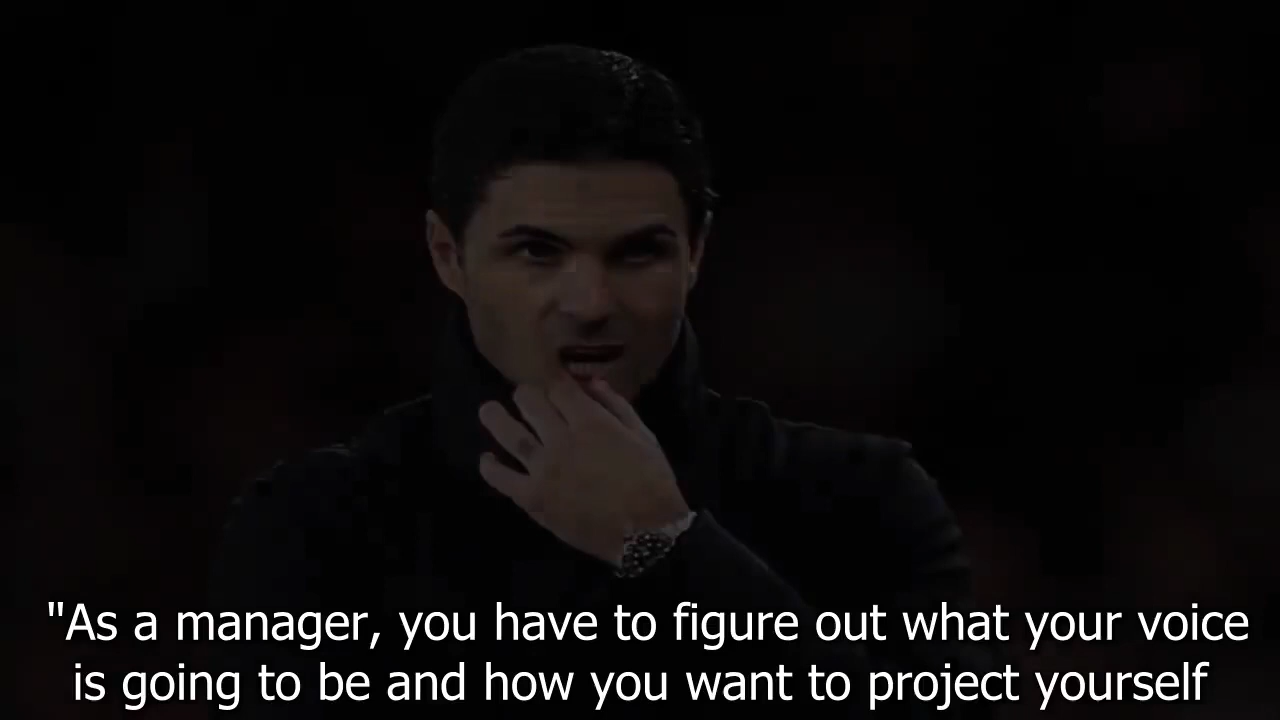 "As a manager, you have to figure out what your voice
is going to be and how you want to project yourself